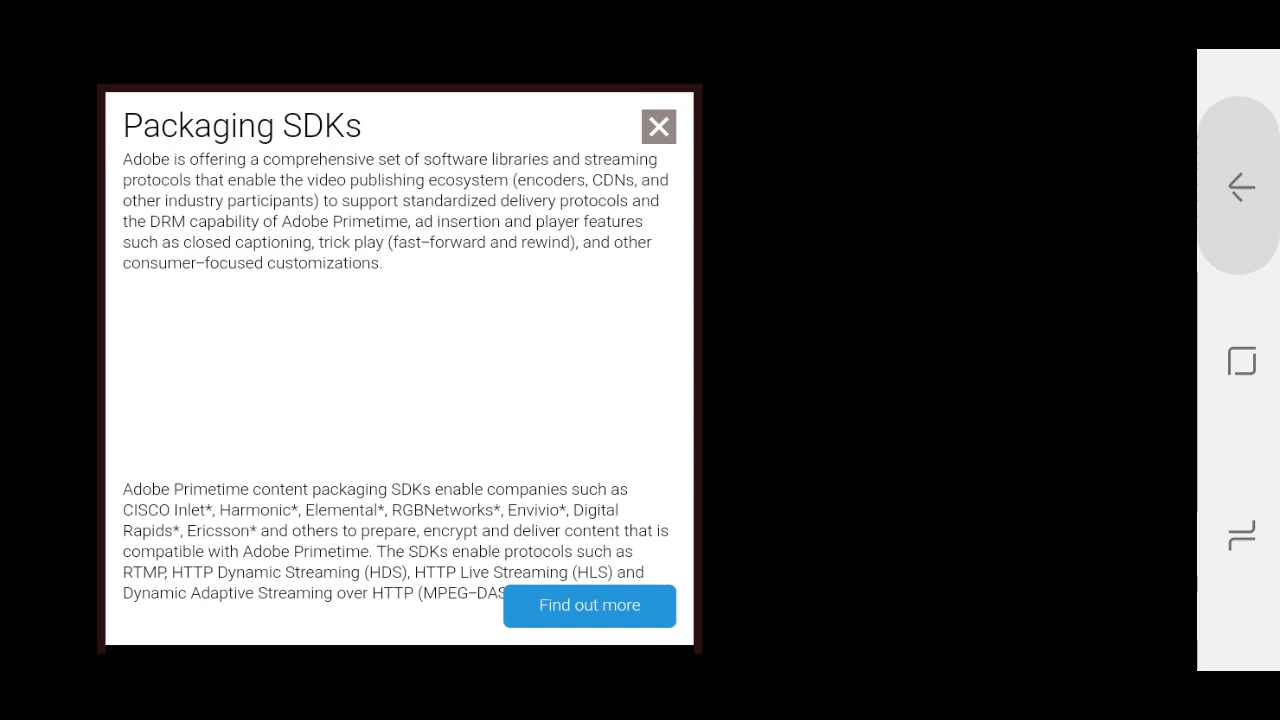 Packaging SDKs
Adobe is offering a comprehensive set of software libraries and streaming
protocols that enable the video publishing ecosystem (encoders, CDNs, and
other industry participants) to support standardized delivery protocols and
the DRM capability of Adobe Primetime, ad insertion and player features
such as closed captioning, trick play (fast–forward and rewind), and other
consumer–focused customizations.
Adobe Primetime content packaging SDKs enable companies such as
CISCO Inlet*, Harmonic*, Elemental*, RGBNetworks*, Envivio*, Digital
Rapids*, Ericsson* and others to prepare, encrypt and deliver content that is
compatible with Adobe Primetime. The SDKs enable protocols such as
RTMP, HTTP Dynamic Streaming (HDS), HTTP Live Streaming (HLS) and
Dynamic Adaptive Streaming over HTTP (MPEG–DAS
Find out more